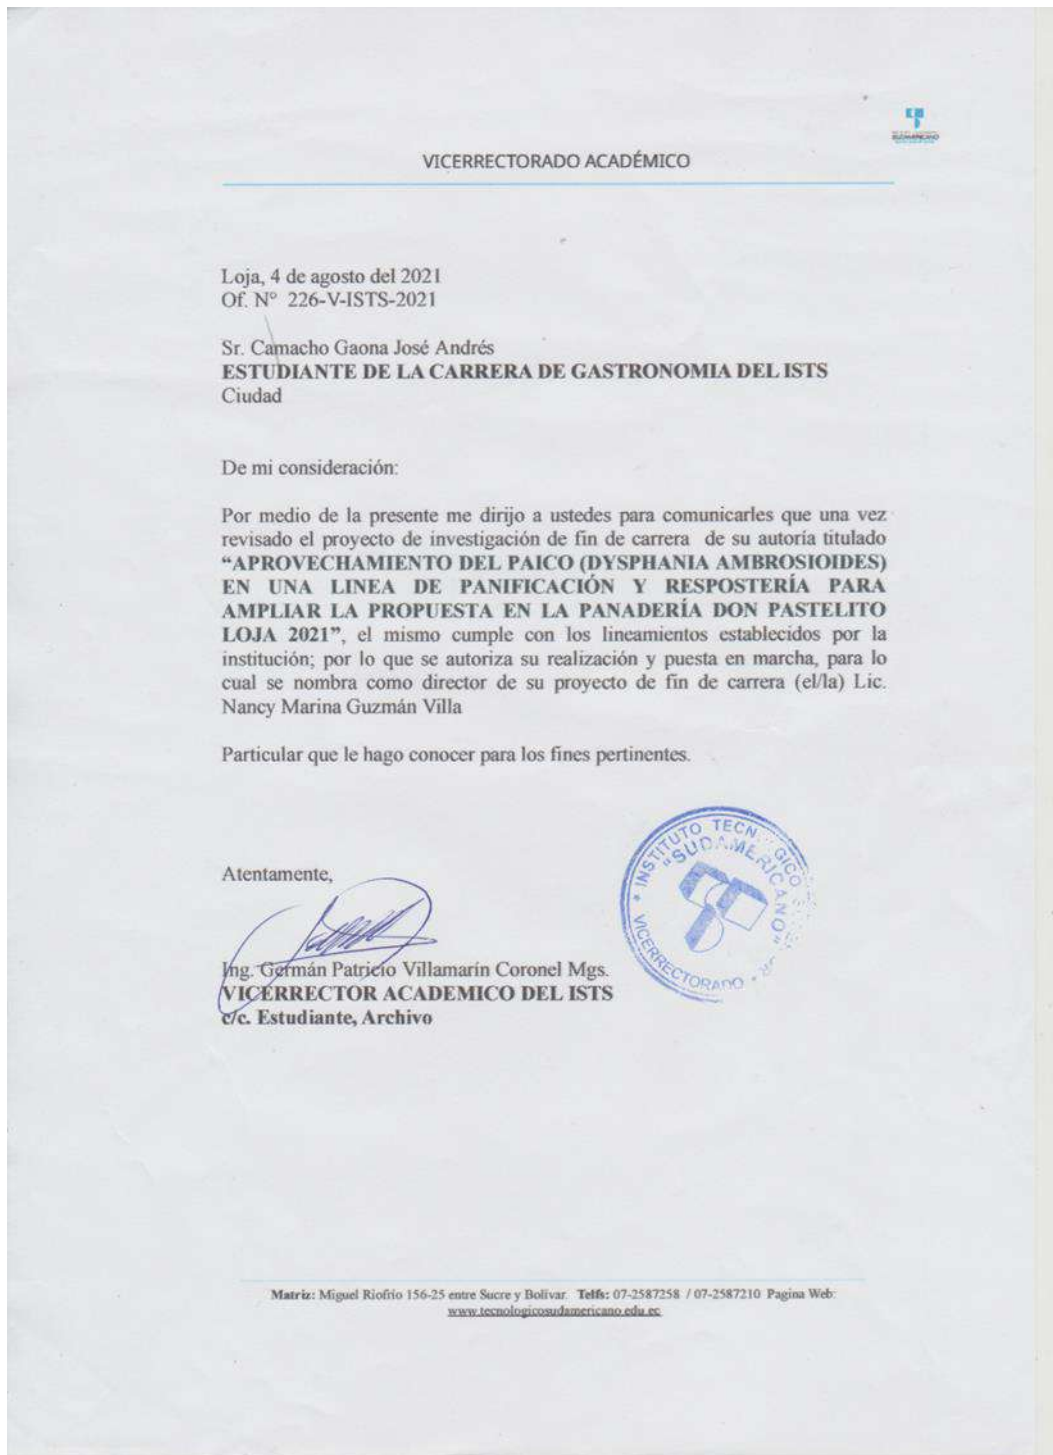 SUDAMERICANO
VICERRECTORADO ACADÉMICO
Loja, 4 de agosto del 2021
Of. N° 226-V-ISTS-2021
Sr. Camacho Gaona José Andrés
ESTUDIANTE DE LA CARRERA DE GASTRONOMIA DEL ISTS
Ciudad
De mi consideración:
Por medio de la presente me dirijo a ustedes para comunicarles que una vez
revisado el proyecto de investigación de fin de carrera de su autoría titulado
“APROVECHAMIENTO DEL PAICO (DYSPHANIA AMBROSIOIDES)
EN UNA LINEA DE PANIFICACIÓN Y RESPOSTERÍA PARA
AMPLIAR LA PROPUESTA EN LA PANADERÍA DON PASTELITO
LOJA 2021”, el mismo cumple con los lineamientos establecidos por la
institución; por lo que se autoriza su realización y puesta en marcha, para lo
cual se nombra como director de su proyecto de fin de carrera (el/la) Lic.
Nancy Marina Guzmán Villa
Particular que le hago conocer para los fines pertinentes.
Atentamente,
Ing. Germán Patricio Villamarín Coronel Mgs.
VICERRECTOR ACADEMICO DEL ISTS
c/c. Estudiante, Archivo
INSTITUTO TECN GICO
"SUDAMERICANO"
VICERRECTORADO
Matriz: Miguel Riofrío 156-25 entre Sucre y Bolívar. Telfs: 07-2587258 / 07-2587210 Pagina Web:
www.tecnologicosudamericano.edu.ec